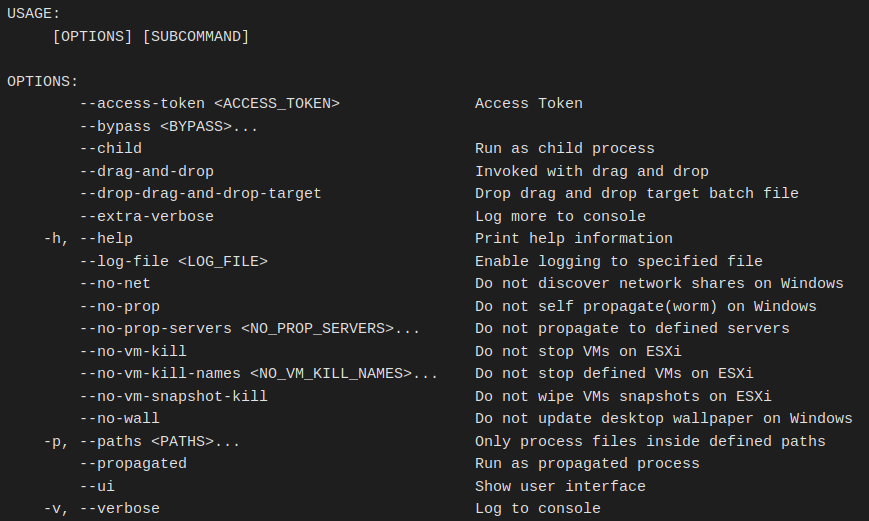 USAGE:
[OPTIONS] [SUBCOMMAND]
OPTIONS:
--access-token <ACCESS_TOKEN> Access Token
--bypass <BYPASS>...
--child Run as child process
--drag-and-drop Invoked with drag and drop
--drop-drag-and-drop-target Drop drag and drop target batch file
--extra-verbose Log more to console
-h, --help Print help information
--log-file <LOG_FILE> Enable logging to specified file
--no-net Do not discover network shares on Windows
--no-prop Do not self propagate(worm) on Windows
--no-prop-servers <NO_PROP_SERVERS>... Do not propagate to defined servers
--no-vm-kill Do not stop VMs on ESXi
--no-vm-kill-names <NO_VM_KILL_NAMES>... Do not stop defined VMs on ESXi
--no-vm-snapshot-kill Do not wipe VMs snapshots on ESXi
--no-wall Do not update desktop wallpaper on Windows
-p, --paths <PATHS>... Only process files inside defined paths
--propagated Run as propagated process
--ui Show user interface
-v, --verbose Log to console